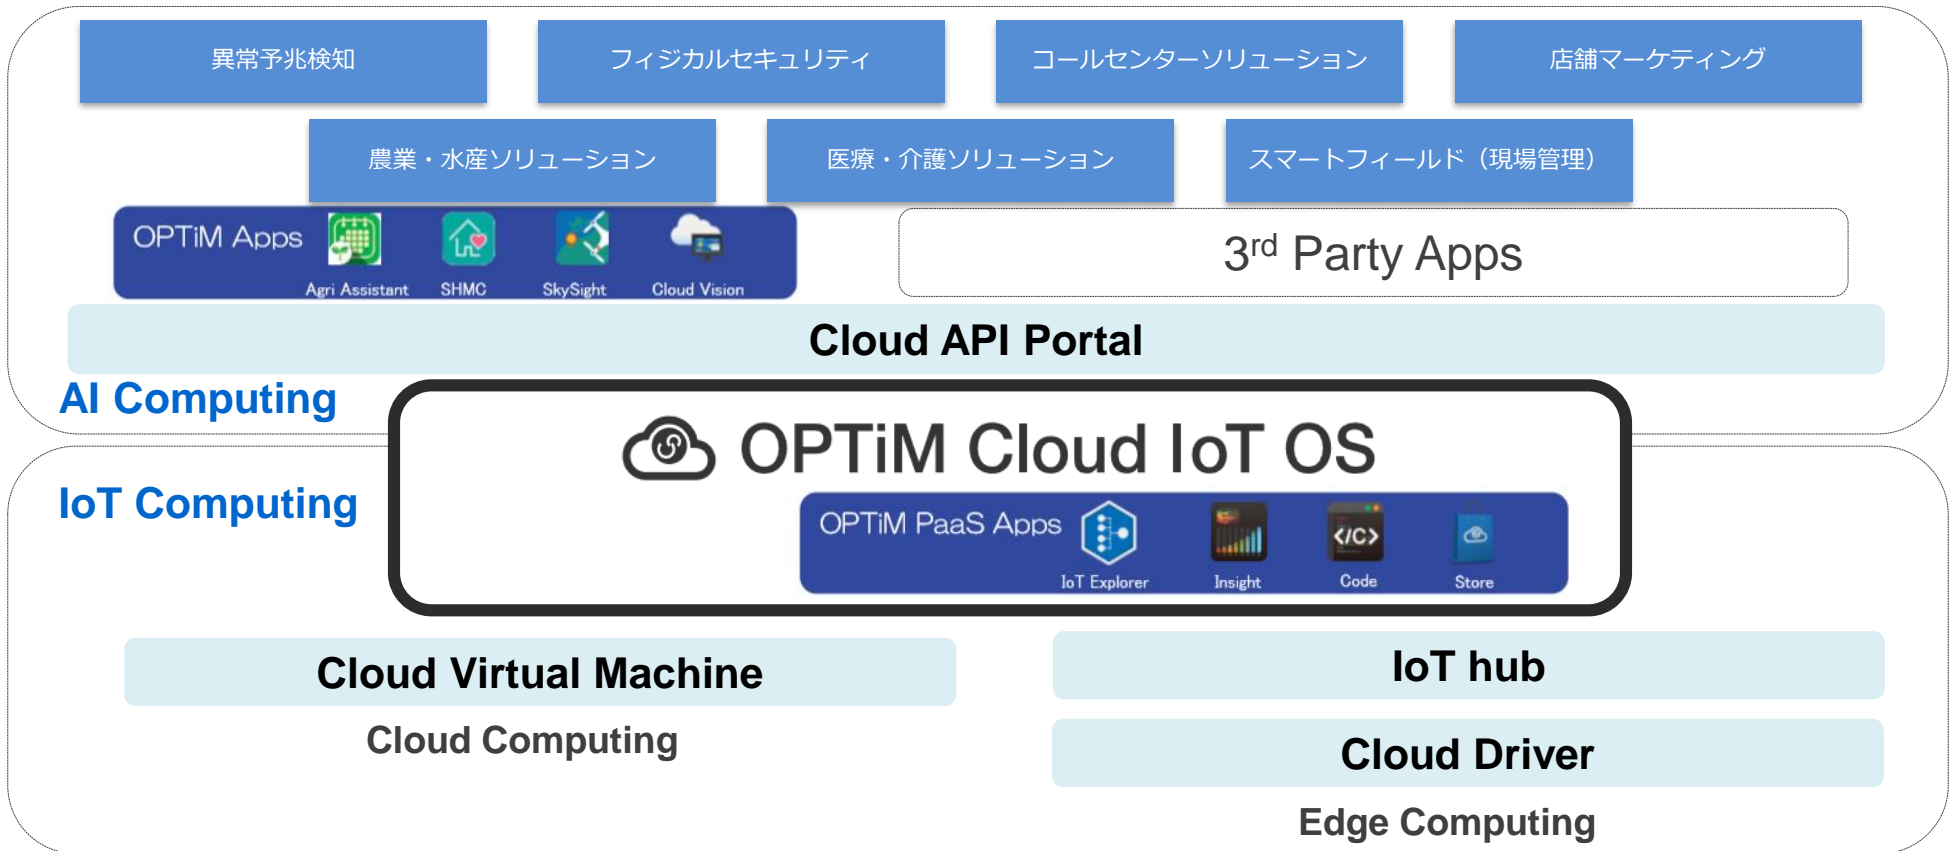 異常予兆検知
フィジカルセキュリティ
コールセンターソリューション
店舗マーケティング
農業・水産ソリューション
医療・介護ソリューション
スマートフィールド（現場管理）
OPTiM Apps
Agri Assistant
SHMC
SkySight
Cloud Vision
3rd Party Apps
Cloud API Portal
AI Computing
OPTiM Cloud IoT OS
IoT Computing
OPTiM PaaS Apps
</C>
IoT Explorer
Insight
Code
Store
Cloud Virtual Machine
Cloud Computing
IoT hub
Cloud Driver
Edge Computing